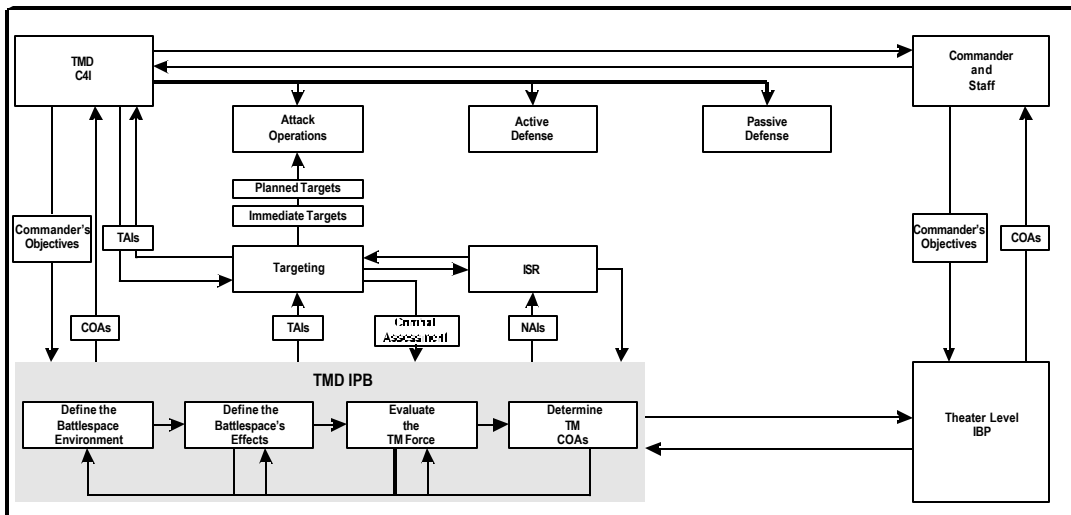 TMD
C4I
Commander
and
Staff
Attack
Operations
Active
Defense
Passive
Defense
Planned Targets
Immediate Targets
Commander's
Objectives
TAIs
Commander's
Objectives
COAs
Targeting
ISR
COAs
TAIs
Assessment
NAIs
TMD IPB
Define the
Battlespace
Environment
Define the
Battlespace's
Effects
Evaluate
the
TM Force
Determine
TM
COAs
Theater Level
IBP